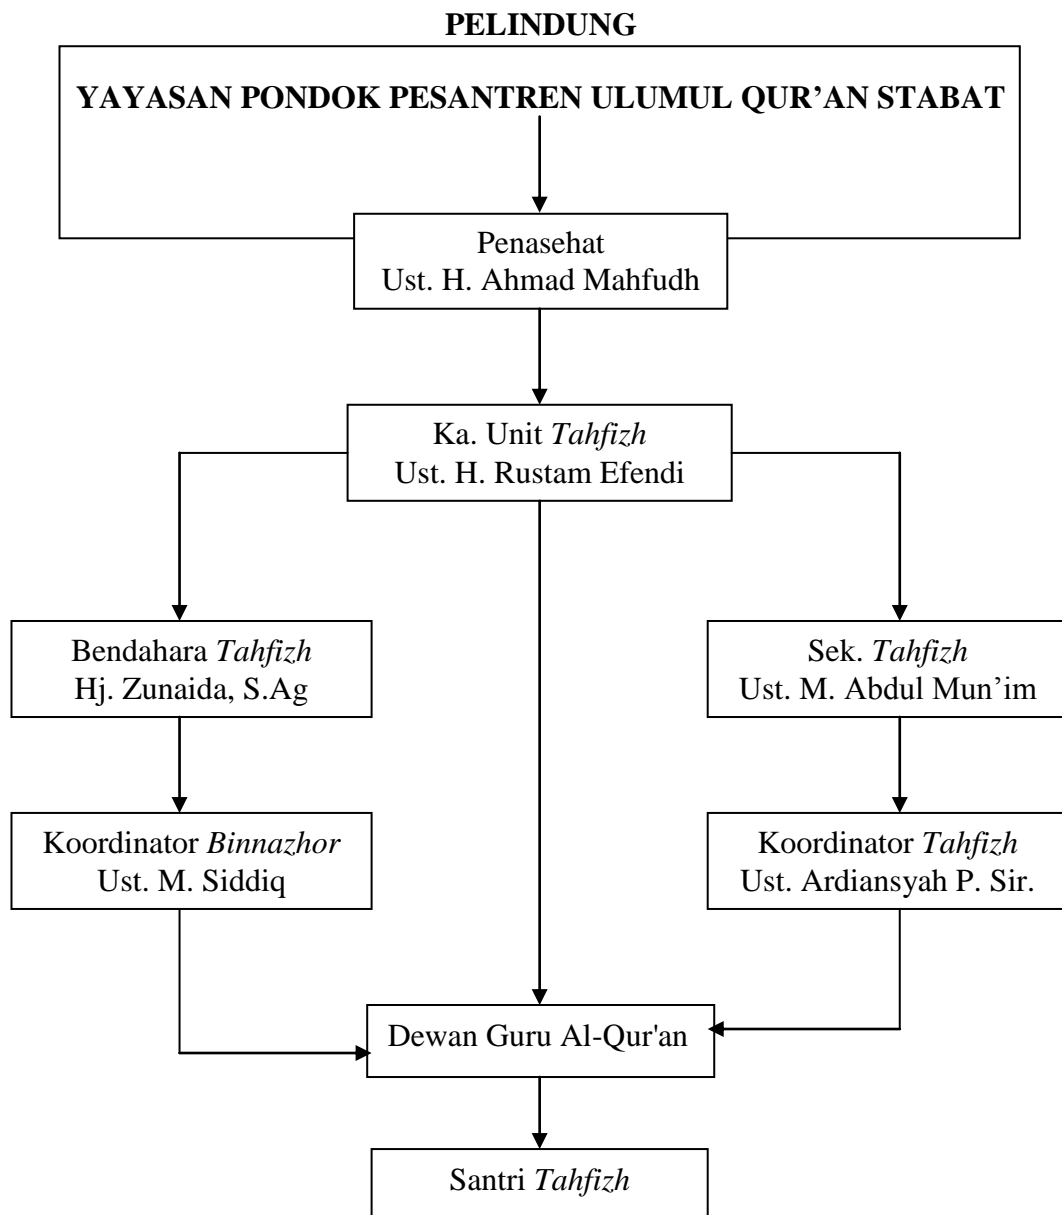 PELINDUNG
YAYASAN PONDOK PESANTREN ULUMUL QUR’AN STABAT
Penasehat
Ust. H. Ahmad Mahfudh
Ka. Unit Tahfizh
Ust. H. Rustam Efendi
Bendahara Tahfizh
Hj. Zunaida, S.Ag
Sek. Tahfizh
Ust. M. Abdul Mun’im
Koordinator Binnazhor
Ust. M. Siddiq
Koordinator Tahfizh
Ust. Ardiansyah P. Sir.
Dewan Guru Al-Qur'an
Santri Tahfizh